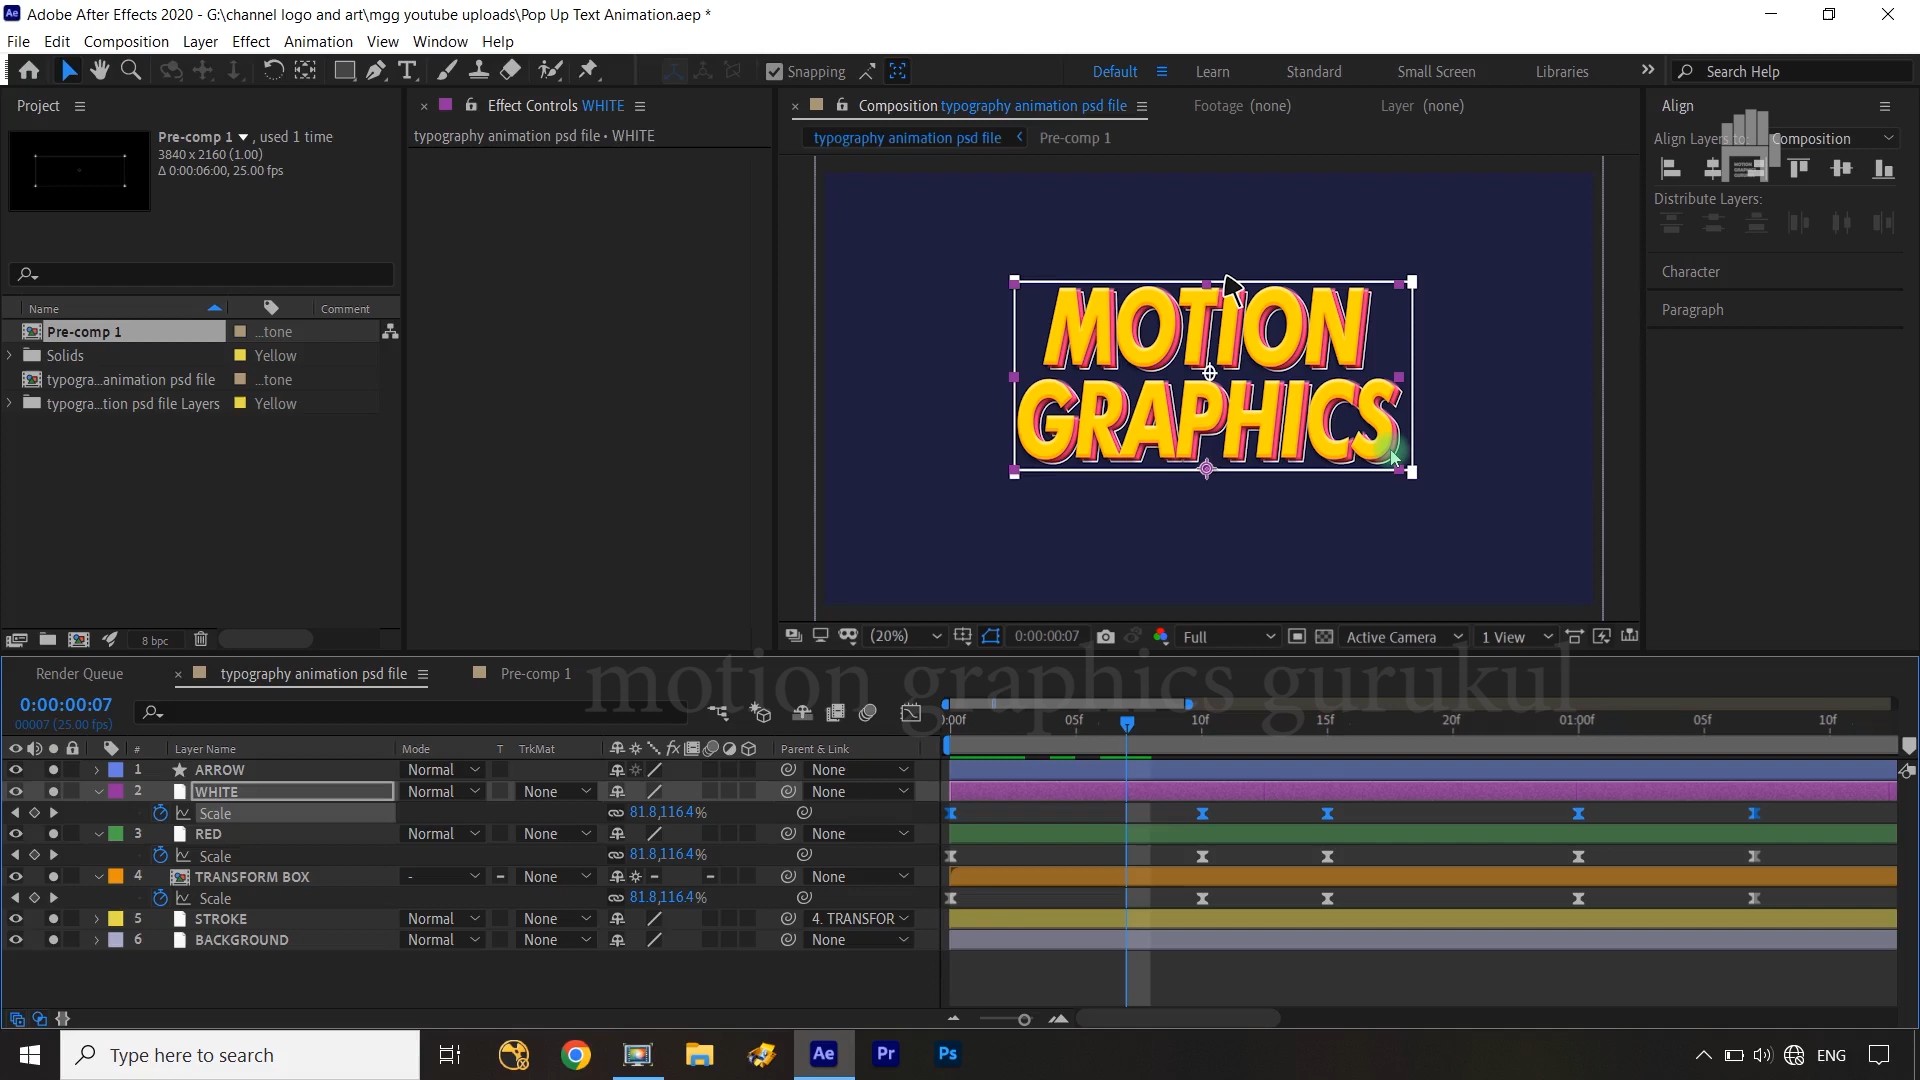 Adobe After Effects 2020 - G:\channel logo and art\mgg youtube uploads\Pop Up Text Animation.aep *
File Edit Composition Layer Effect Animation View Window Help
Snapping Default Learn Standard Small Screen Libraries Search Help
Project
Effect Controls WHITE
Composition typography animation psd file
Footage (none)
Layer (none)
Align
Pre-comp 1 , used 1 time
3840 x 2160 (1.00)
Δ 0:00:06:00, 25.00 fps
typography animation psd file • WHITE
typography animation psd file
Pre-comp 1
Align Layers to: Composition
Distribute Layers:
Character
Paragraph
Name Comment
Pre-comp 1 ...tone
Solids Yellow
typogra...animation psd file ...tone
typogra...tion psd file Layers Yellow
MOTION
GRAPHICS
8 bpc
(20%) 0:00:00:07 Full Active Camera 1 View
Render Queue
typography animation psd file
Pre-comp 1
motion graphics gurukul
0:00:00:07
00007 (25.00 fps)
):00f 05f 10f 15f 20f 01:00f 05f 10f
# Layer Name Mode T TrkMat Parent & Link
1 ARROW Normal None
2 WHITE Normal None None
Scale 81.8,116.4%
3 RED Normal None None
Scale 81.8,116.4%
4 TRANSFORM BOX - None None
Scale 81.8,116.4%
5 STROKE Normal None 4. TRANSFOR
6 BACKGROUND Normal None None
Type here to search
Ae Pr Ps
ENG